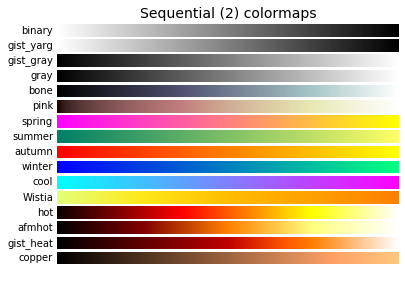 Sequential (2) colormaps
binary
gist_yarg
gist_gray
gray
bone
pink
spring
summer
autumn
winter
cool
Wistia
hot
afmhot
gist_heat
copper